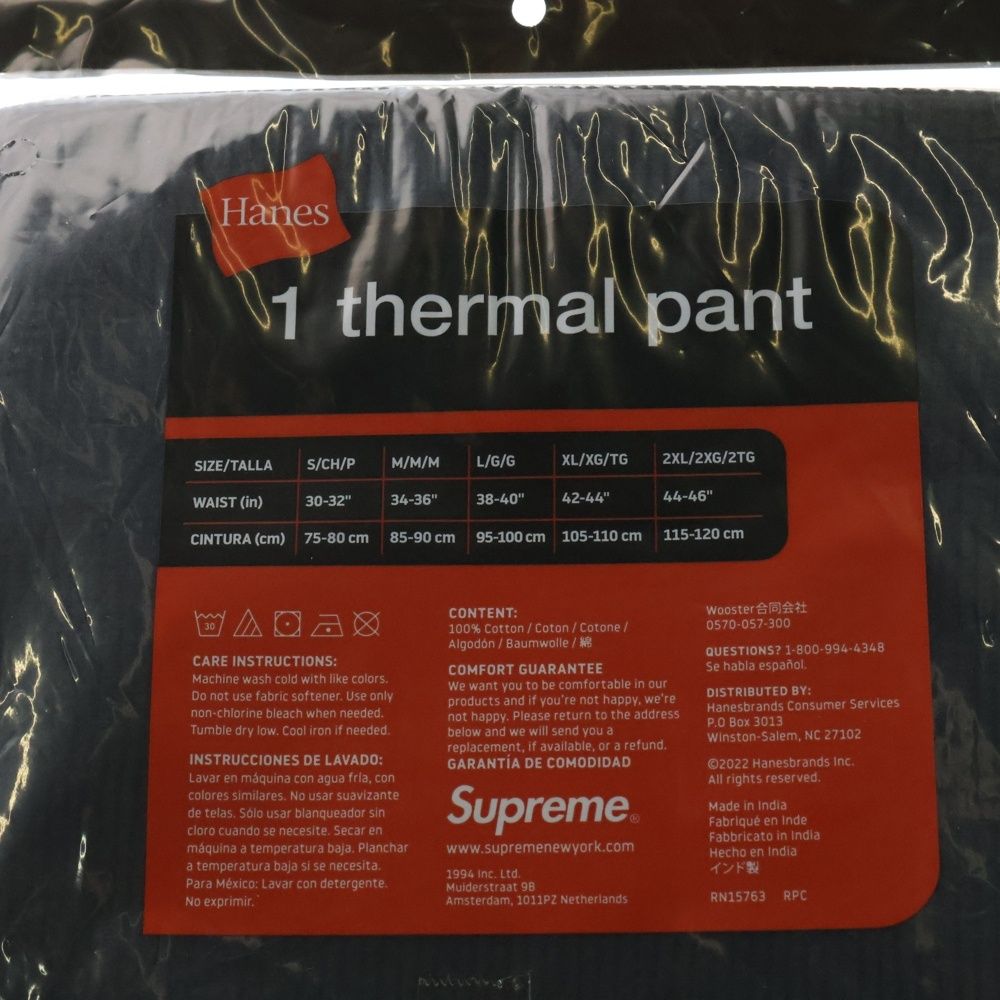 Hanes
1 thermal pant
SIZE/TALLA S/CH/P M/M/M L/G/G XL/XG/TG 2XL/2XG/2TG
WAIST (in) 30-32" 34-36" 38-40" 42-44" 44-46"
CINTURA (cm) 75-80 cm 85-90 cm 95-100 cm 105-110 cm 115-120 cm
30
CARE INSTRUCTIONS:
Machine wash cold with like colors.
Do not use fabric softener. Use only
non-chlorine bleach when needed.
Tumble dry low. Cool iron if needed.
INSTRUCCIONES DE LAVADO:
Lavar en máquina con agua fría, con
colores similares. No usar suavizante
de telas. Sólo usar blanqueador sin
cloro cuando se necesite. Secar en
máquina a temperatura baja. Planchar
a temperatura baja si se necesita.
Para México: Lavar con detergente.
No exprimir.
CONTENT:
100% Cotton / Coton / Cotone /
Algodón / Baumwolle / 綿
COMFORT GUARANTEE
We want you to be comfortable in our
products and if you're not happy, we're
not happy. Please return to the address
below and we will send you a
replacement, if available, or a refund.
GARANTÍA DE COMODIDAD
Supreme®
www.supremenewyork.com
1994 Inc. Ltd.
Muiderstraat 9B
Amsterdam, 1011PZ Netherlands
Wooster合同会社
0570-057-300
QUESTIONS? 1-800-994-4348
Se habla español.
DISTRIBUTED BY:
Hanesbrands Consumer Services
P.O Box 3013
Winston-Salem, NC 27102
©2022 Hanesbrands Inc.
All rights reserved.
Made in India
Fabriqué en Inde
Fabbricato in India
Hecho en India
インド製
RN15763 RPC